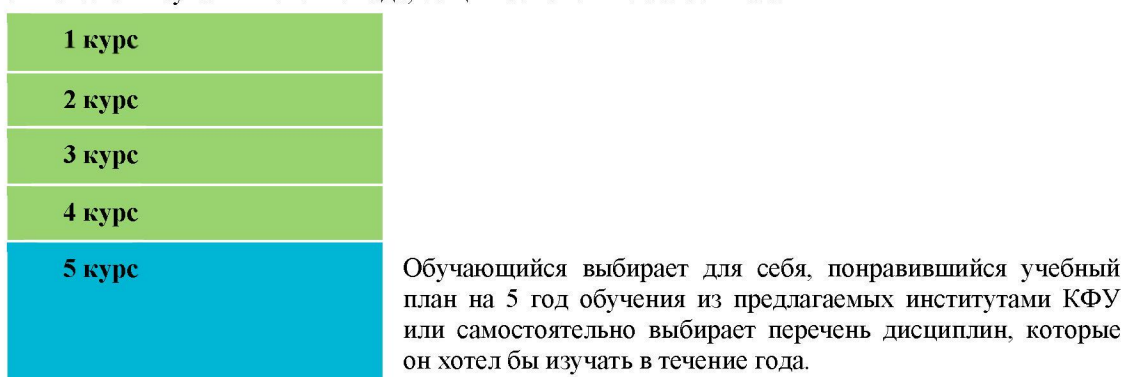 1 курс
2 курс
3 курс
4 курс
5 курс
Обучающийся выбирает для себя, понравившийся учебный
план на 5 год обучения из предлагаемых институтами КФУ
или самостоятельно выбирает перечень дисциплин, которые
он хотел бы изучать в течение года.